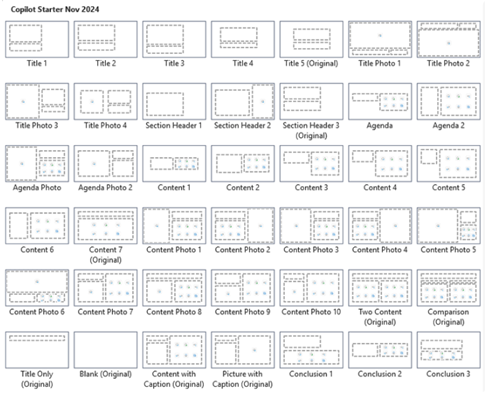 Copilot Starter Nov 2024
Title 1
Title 2
Title 3
Title 4
Title 5 (Original)
Title Photo 1
Title Photo 2
Title Photo 3
Title Photo 4
Section Header 1
Section Header 2
Section Header 3
(Original)
Agenda
Agenda 2
Agenda Photo
Agenda Photo 2
Content 1
Content 2
Content 3
Content 4
Content 5
Content 6
Content 7
(Original)
Content Photo 1
Content Photo 2
Content Photo 3
Content Photo 4
Content Photo 5
Content Photo 6
Content Photo 7
Content Photo 8
Content Photo 9
Content Photo 10
Two Content
(Original)
Comparison
(Original)
Title Only
(Original)
Blank (Original)
Content with
Caption (Original)
Picture with
Caption (Original)
Conclusion 1
Conclusion 2
Conclusion 3